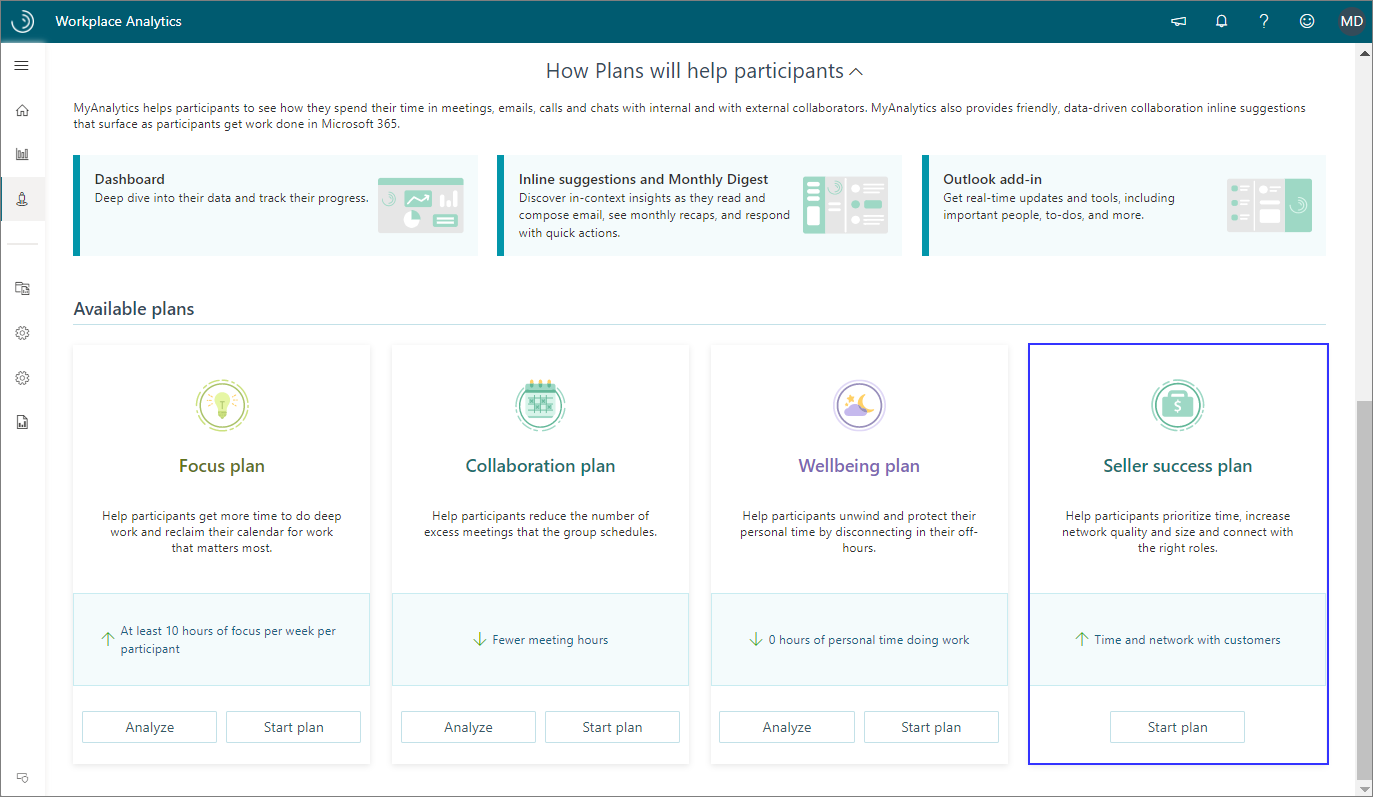 Workplace Analytics
?
MD
How Plans will help participants
MyAnalytics helps participants to see how they spend their time in meetings, emails, calls and chats with internal and with external collaborators. MyAnalytics also provides friendly, data-driven collaboration inline suggestions
that surface as participants get work done in Microsoft 365.
Dashboard
Deep dive into their data and track their progress.
Inline suggestions and Monthly Digest
Discover in-context insights as they read and
compose email, see monthly recaps, and respond
with quick actions.
Outlook add-in
Get real-time updates and tools, including
important people, to-dos, and more.
Available plans
Focus plan
Help participants get more time to do deep
work and reclaim their calendar for work
that matters most.
At least 10 hours of focus per week per
participant
Analyze
Start plan
Collaboration plan
Help participants reduce the number of
excess meetings that the group schedules.
Fewer meeting hours
Analyze
Start plan
Wellbeing plan
Help participants unwind and protect their
personal time by disconnecting in their off-
hours.
0 hours of personal time doing work
Analyze
Start plan
$
Seller success plan
Help participants prioritize time, increase
network quality and size and connect with
the right roles.
Time and network with customers
Start plan